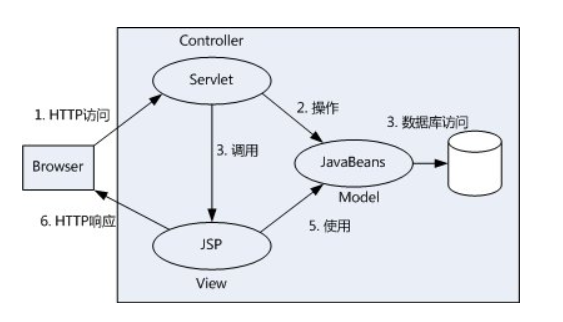 Controller
Servlet
1. HTTP访问
2. 操作
3. 数据库访问
3. 调用
Browser
JavaBeans
Model
6. HTTP响应
5. 使用
JSP
View